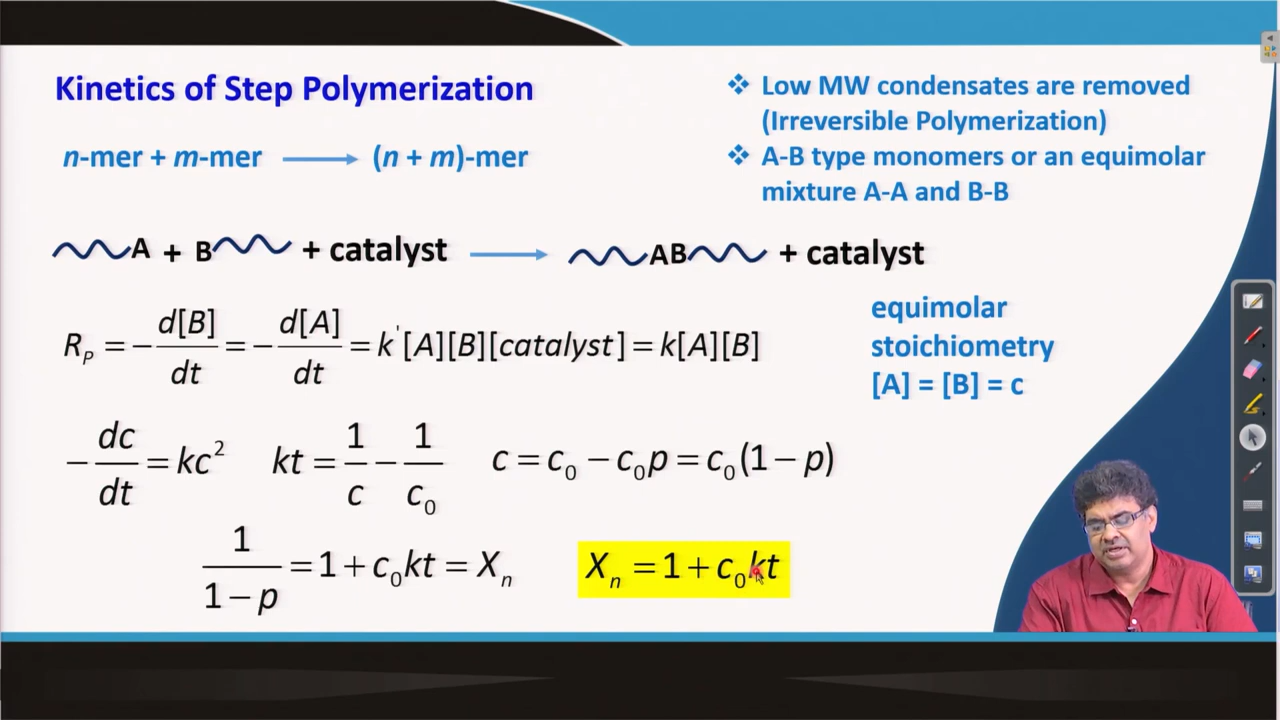 Kinetics of Step Polymerization
n-mer + m-mer ⟶ (n + m)-mer
❖ Low MW condensates are removed
(Irreversible Polymerization)
❖ A-B type monomers or an equimolar
mixture A-A and B-B
A + B + catalyst ⟶ AB + catalyst
R_P = -d[B]/dt = -d[A]/dt = k'[A][B][catalyst] = k[A][B]
equimolar
stoichiometry
[A] = [B] = c
-dc/dt = kc² kt = 1/c - 1/c₀ c = c₀ - c₀p = c₀(1 - p)
1/(1-p) = 1 + c₀kt = Xₙ Xₙ = 1 + c₀kt